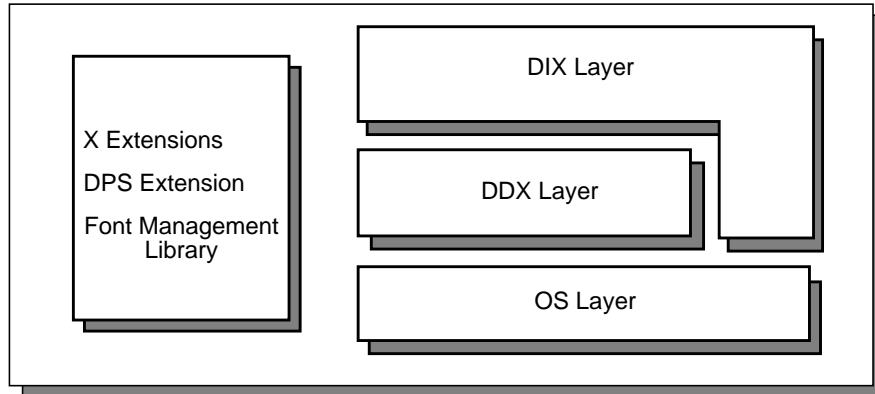 X Extensions
DPS Extension
Font Management
Library
DIX Layer
DDX Layer
OS Layer